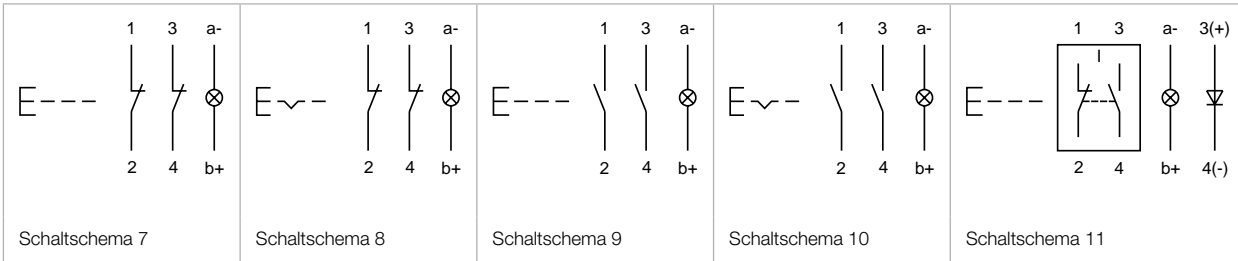 1 3 a-
2 4 b+
Schaltschema 7
1 3 a-
2 4 b+
Schaltschema 8
1 3 a-
2 4 b+
Schaltschema 9
1 3 a-
2 4 b+
Schaltschema 10
1 3 a- 3(+)
2 4 b+ 4(-)
Schaltschema 11